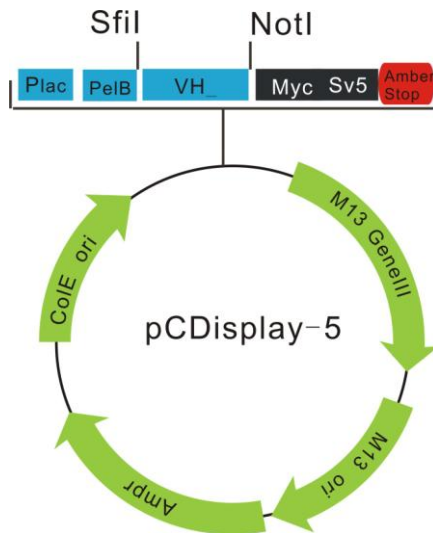 SfiI NotI
Plac PelB VH_ Myc Sv5 Amber
Stop
M13 GeneIII
ColE ori
pCDisplay-5
M13 ori
Ampr